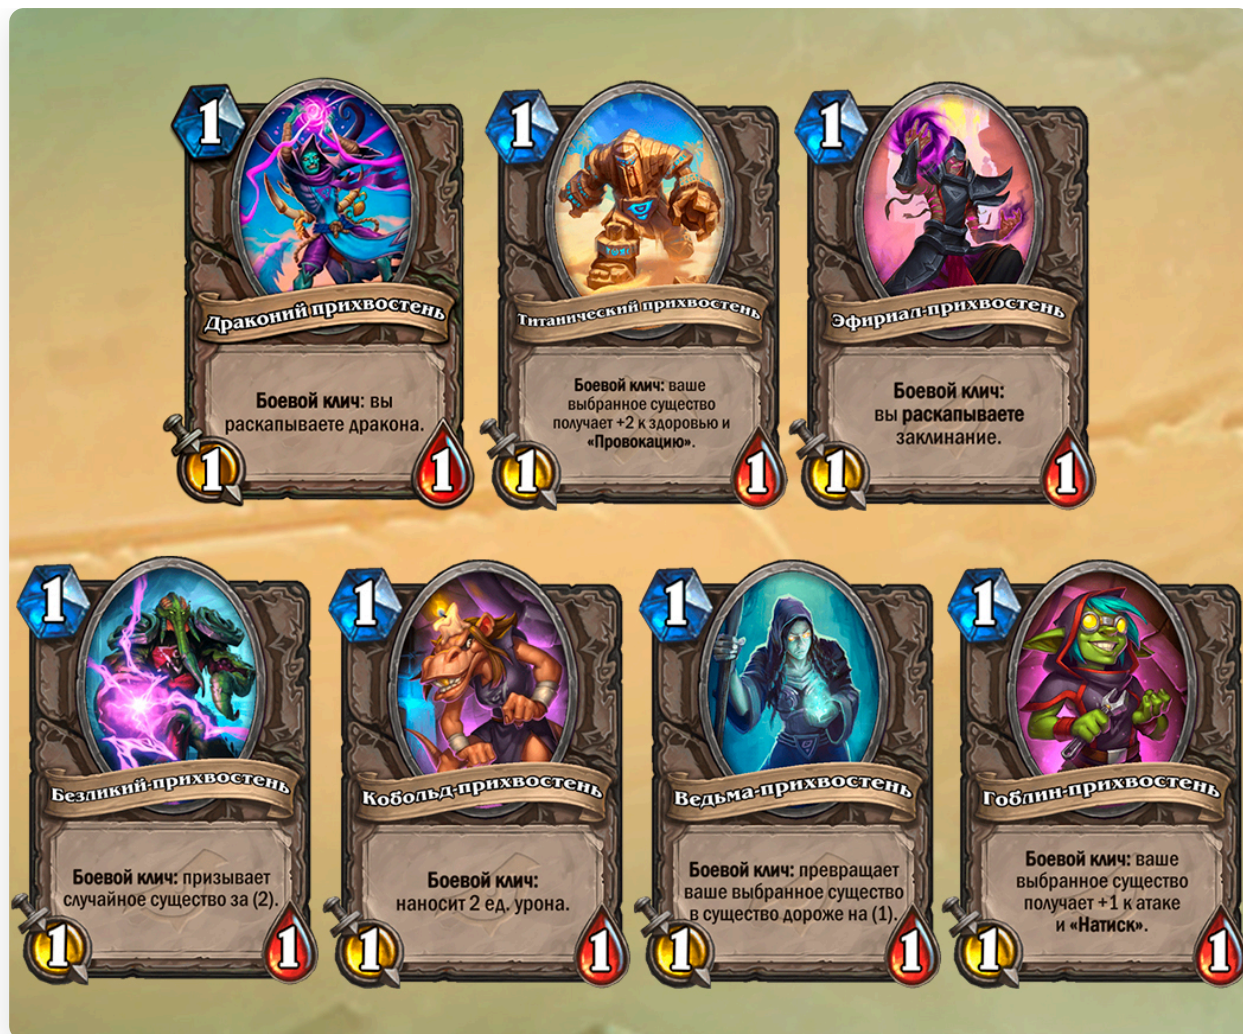 1
Драконий прихвостень
Боевой клич: вы
раскапываете дракона.
1
1
1
Титанический прихвостень
Боевой клич: ваше
выбранное существо
получает +2 к здоровью и
«Провокацию».
1
1
1
Эфириал-прихвостень
Боевой клич:
вы раскапываете
заклинание.
1
1
1
Безликий-прихвостень
Боевой клич: призывает
случайное существо за (2).
1
1
1
Кобольд-прихвостень
Боевой клич:
наносит 2 ед. урона.
1
1
1
Ведьма-прихвостень
Боевой клич: превращает
ваше выбранное существо
в существо дороже на (1).
1
1
1
Гоблин-прихвостень
Боевой клич: ваше
выбранное существо
получает +1 к атаке
и «Натиск».
1
1